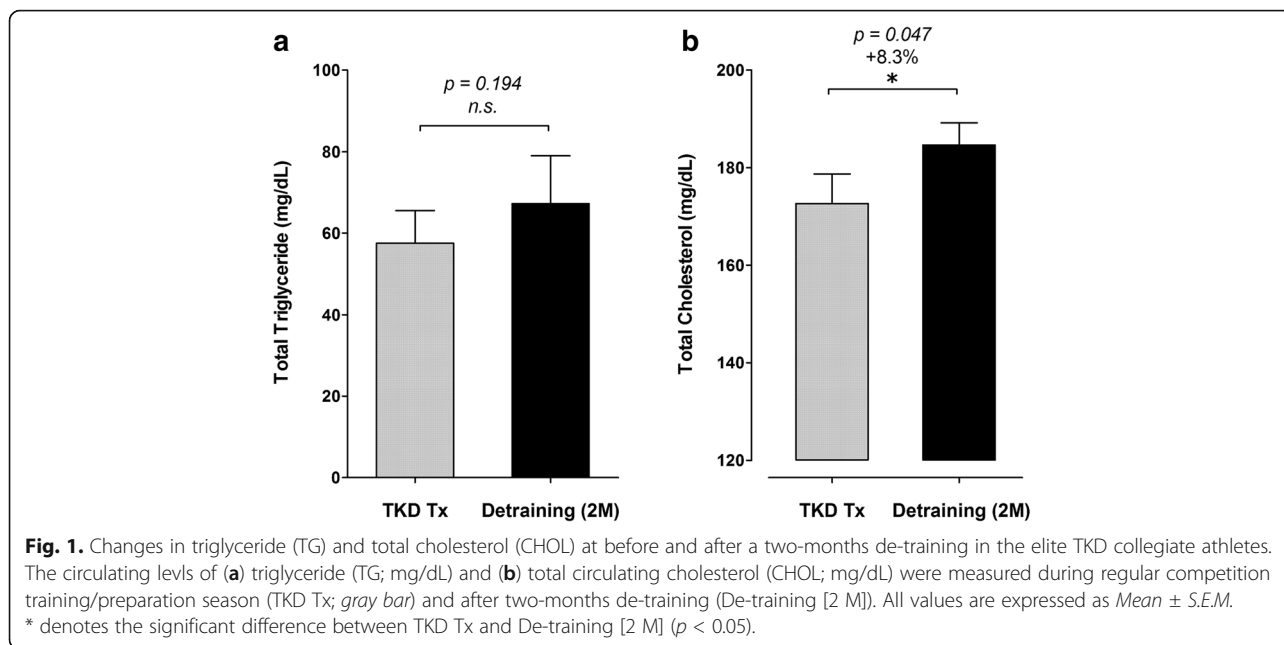 a
p = 0.194
n.s.
100
80
60
40
20
0
Total Triglyceride (mg/dL)
TKD Tx
Detraining (2M)
b
p = 0.047
+8.3%
*
200
180
160
140
120
Total Cholesterol (mg/dL)
TKD Tx
Detraining (2M)
Fig. 1. Changes in triglyceride (TG) and total cholesterol (CHOL) at before and after a two-months de-training in the elite TKD collegiate athletes.
The circulating levls of (a) triglyceride (TG; mg/dL) and (b) total circulating cholesterol (CHOL; mg/dL) were measured during regular competition
training/preparation season (TKD Tx; gray bar) and after two-months de-training (De-training [2 M]). All values are expressed as Mean ± S.E.M.
* denotes the significant difference between TKD Tx and De-training [2 M] (p < 0.05).